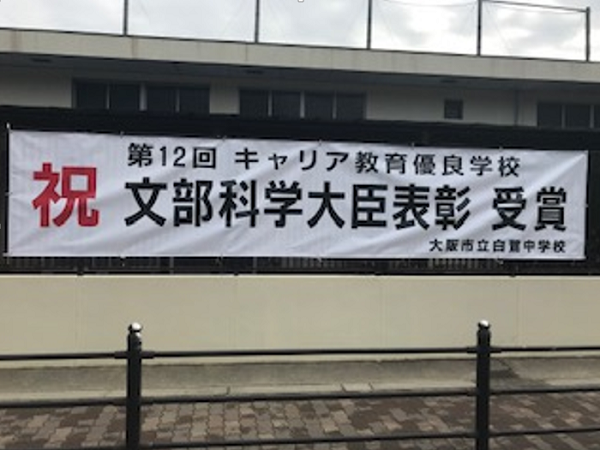 祝
第12回 キャリア教育優良学校
文部科学大臣表彰 受賞
大阪市立白鷺中学校